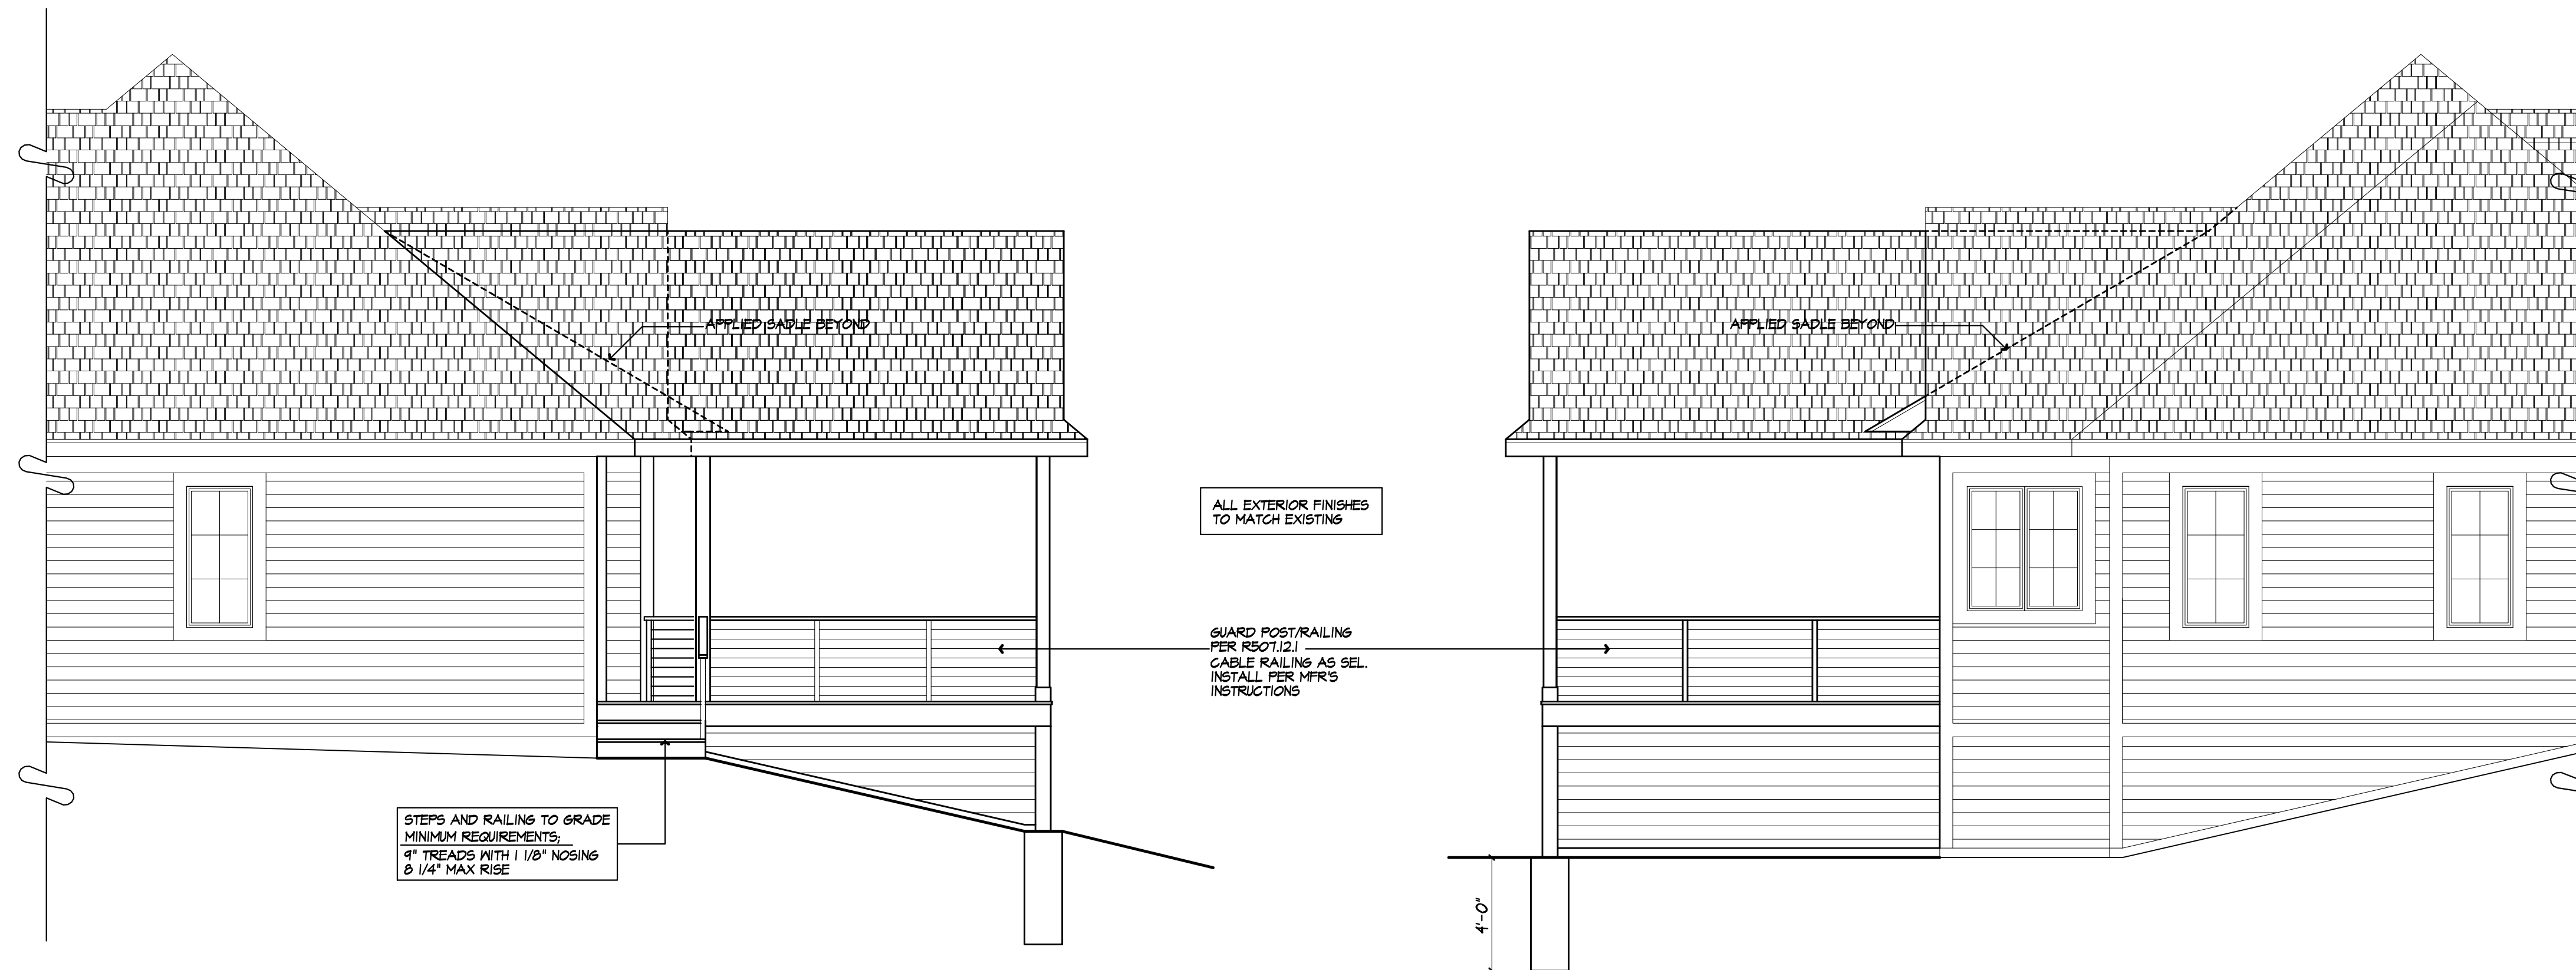 APPLIED SADLE BEYOND
APPLIED SADLE BEYOND
ALL EXTERIOR FINISHES
TO MATCH EXISTING
GUARD POST/RAILING
PER R507.12.1
CABLE RAILING AS SEL.
INSTALL PER MFR'S
INSTRUCTIONS
STEPS AND RAILING TO GRADE
MINIMUM REQUIREMENTS;
9" TREADS WITH 1 1/8" NOSING
8 1/4" MAX RISE
4'-0"